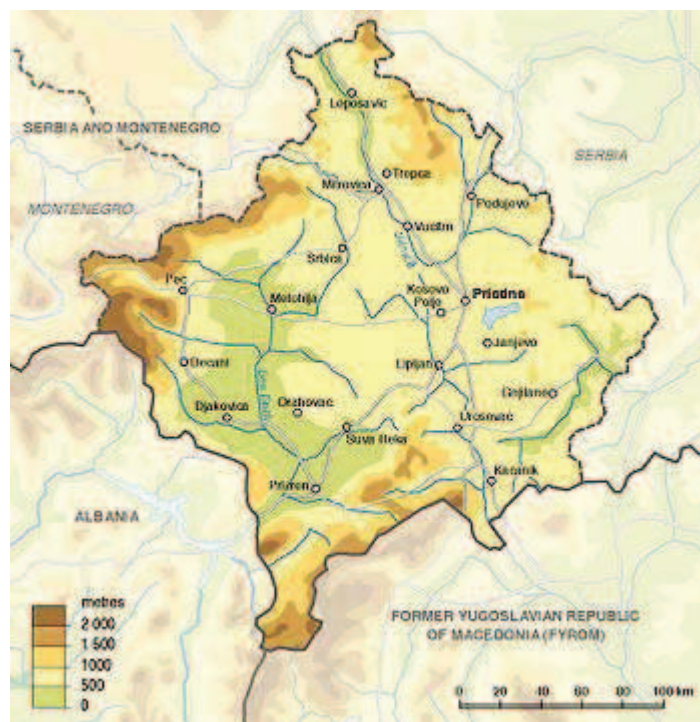 Leposavic
SERBIA AND MONTENEGRO
SERBIA
Trepca
Mitrovica
Podujevo
MONTENEGRO
Vucitrn
Srbica
Pec
Kosovo
Polje
Pristina
Metohija
Janjevo
Decani
Lipljan
Gnjilane
Orahovac
Djakovica
Urosevac
Suva Reka
Kacanik
Prizren
ALBANIA
metres
2 000
1 500
1000
500
0
FORMER YUGOSLAVIAN REPUBLIC
OF MACEDONIA (FYROM)
0 20 40 60 80 100 km